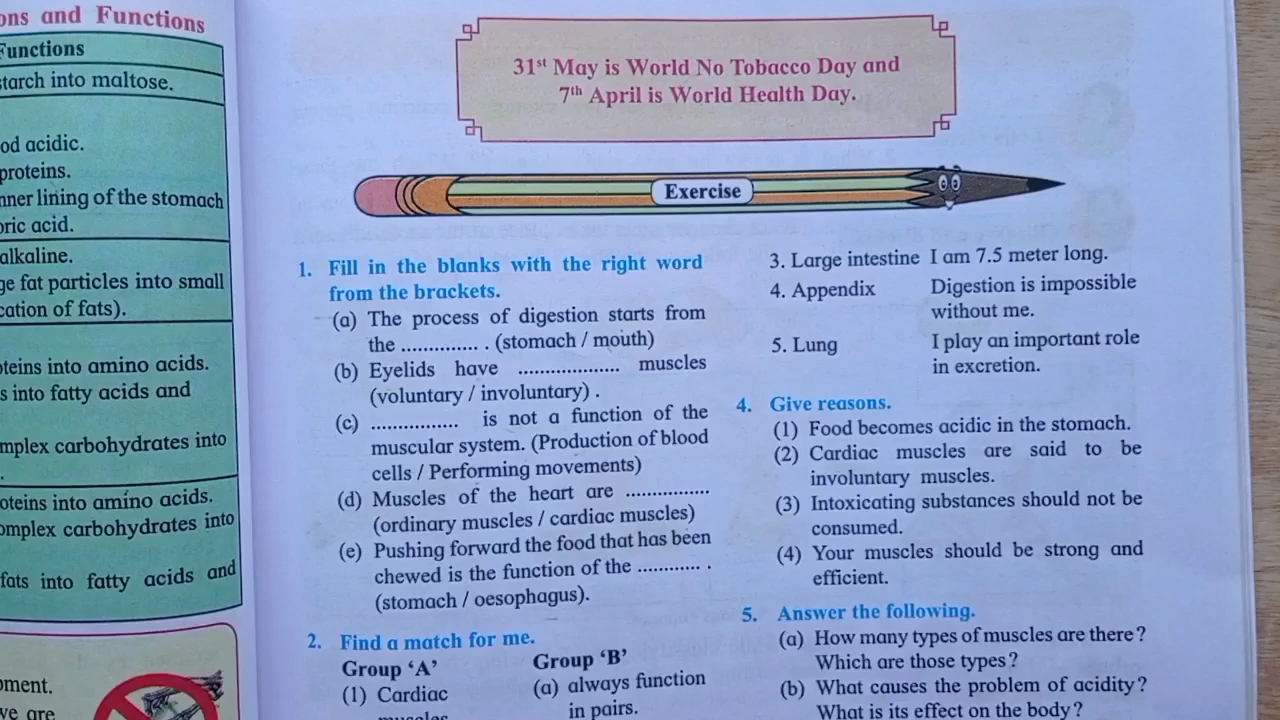 ons and Functions
Functions
starch into maltose.
od acidic.
proteins.
nner lining of the stomach
oric acid.
alkaline.
ge fat particles into small
cation of fats).
oteins into amino acids.
s into fatty acids and
mplex carbohydrates into
.
oteins into amino acids.
omplex carbohydrates into
fats into fatty acids and
oment.
ve are
31st May is World No Tobacco Day and
7th April is World Health Day.
Exercise
1. Fill in the blanks with the right word
from the brackets.
(a) The process of digestion starts from
the .............. . (stomach / mouth)
(b) Eyelids have .................... muscles
(voluntary / involuntary) .
(c) ................. is not a function of the
muscular system. (Production of blood
cells / Performing movements)
(d) Muscles of the heart are ................
(ordinary muscles / cardiac muscles)
(e) Pushing forward the food that has been
chewed is the function of the ............ .
(stomach / oesophagus).
2. Find a match for me.
Group ‘A’ Group ‘B’
(1) Cardiac (a) always function
muscles in pairs.
3. Large intestine I am 7.5 meter long.
4. Appendix Digestion is impossible
without me.
5. Lung I play an important role
in excretion.
4. Give reasons.
(1) Food becomes acidic in the stomach.
(2) Cardiac muscles are said to be
involuntary muscles.
(3) Intoxicating substances should not be
consumed.
(4) Your muscles should be strong and
efficient.
5. Answer the following.
(a) How many types of muscles are there?
Which are those types?
(b) What causes the problem of acidity?
What is its effect on the body?